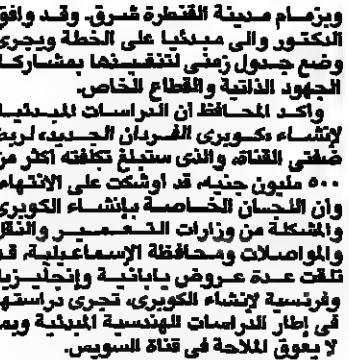 ويزمام مدينة القنطرة شرق. وقد وافق
الدكتور والى مبدئيا على الخطة ويجرى
وضع جدول زمنى لتنفيذها بمشاركة
الجهود الذاتية والقطاع الخاص.
وأكد المحافظ أن الدراسات المبدئية
لإنشاء «كوبرى الفردان الجديد» لربط
ضفتى القناة، والذى ستبلغ تكلفته أكثر من
٥٠٠ مليون جنيه، قد أوشكت على الانتهاء
وأن اللجان الخاصة بإنشاء الكوبرى
والمشكلة من وزارات التعمير والنقل
والمواصلات ومحافظة الإسماعيلية، قد
تلقت عدة عروض يابانية وإنجليزية
وفرنسية لإنشاء الكوبرى، تجرى دراستها
فى إطار الدراسات الهندسية المبدئية وبما
لا يعوق الملاحة فى قناة السويس.